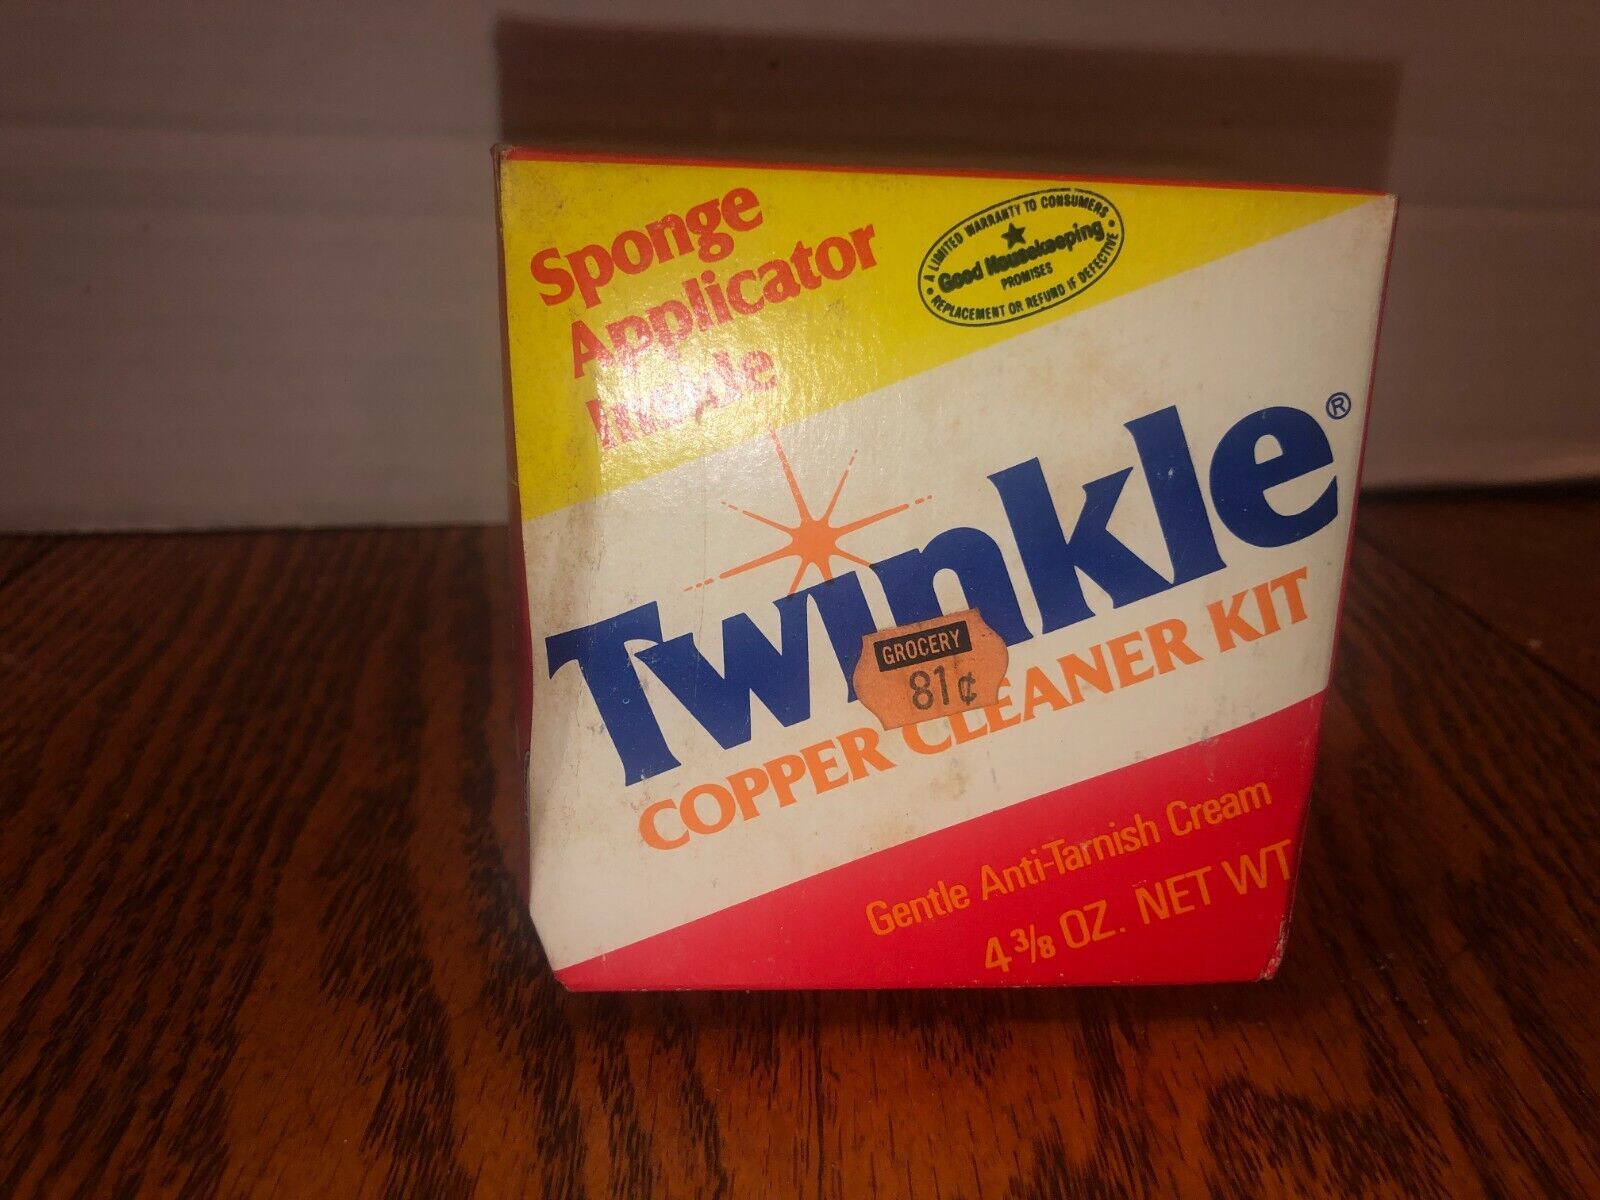 Sponge
Applicator
Inside
A LIMITED WARRANTY TO CONSUMERS
Good Housekeeping
PROMISES
REPLACEMENT OR REFUND IF DEFECTIVE
Twinkle®
GROCERY
81¢
COPPER CLEANER KIT
Gentle Anti-Tarnish Cream
4 3/8 OZ. NET WT